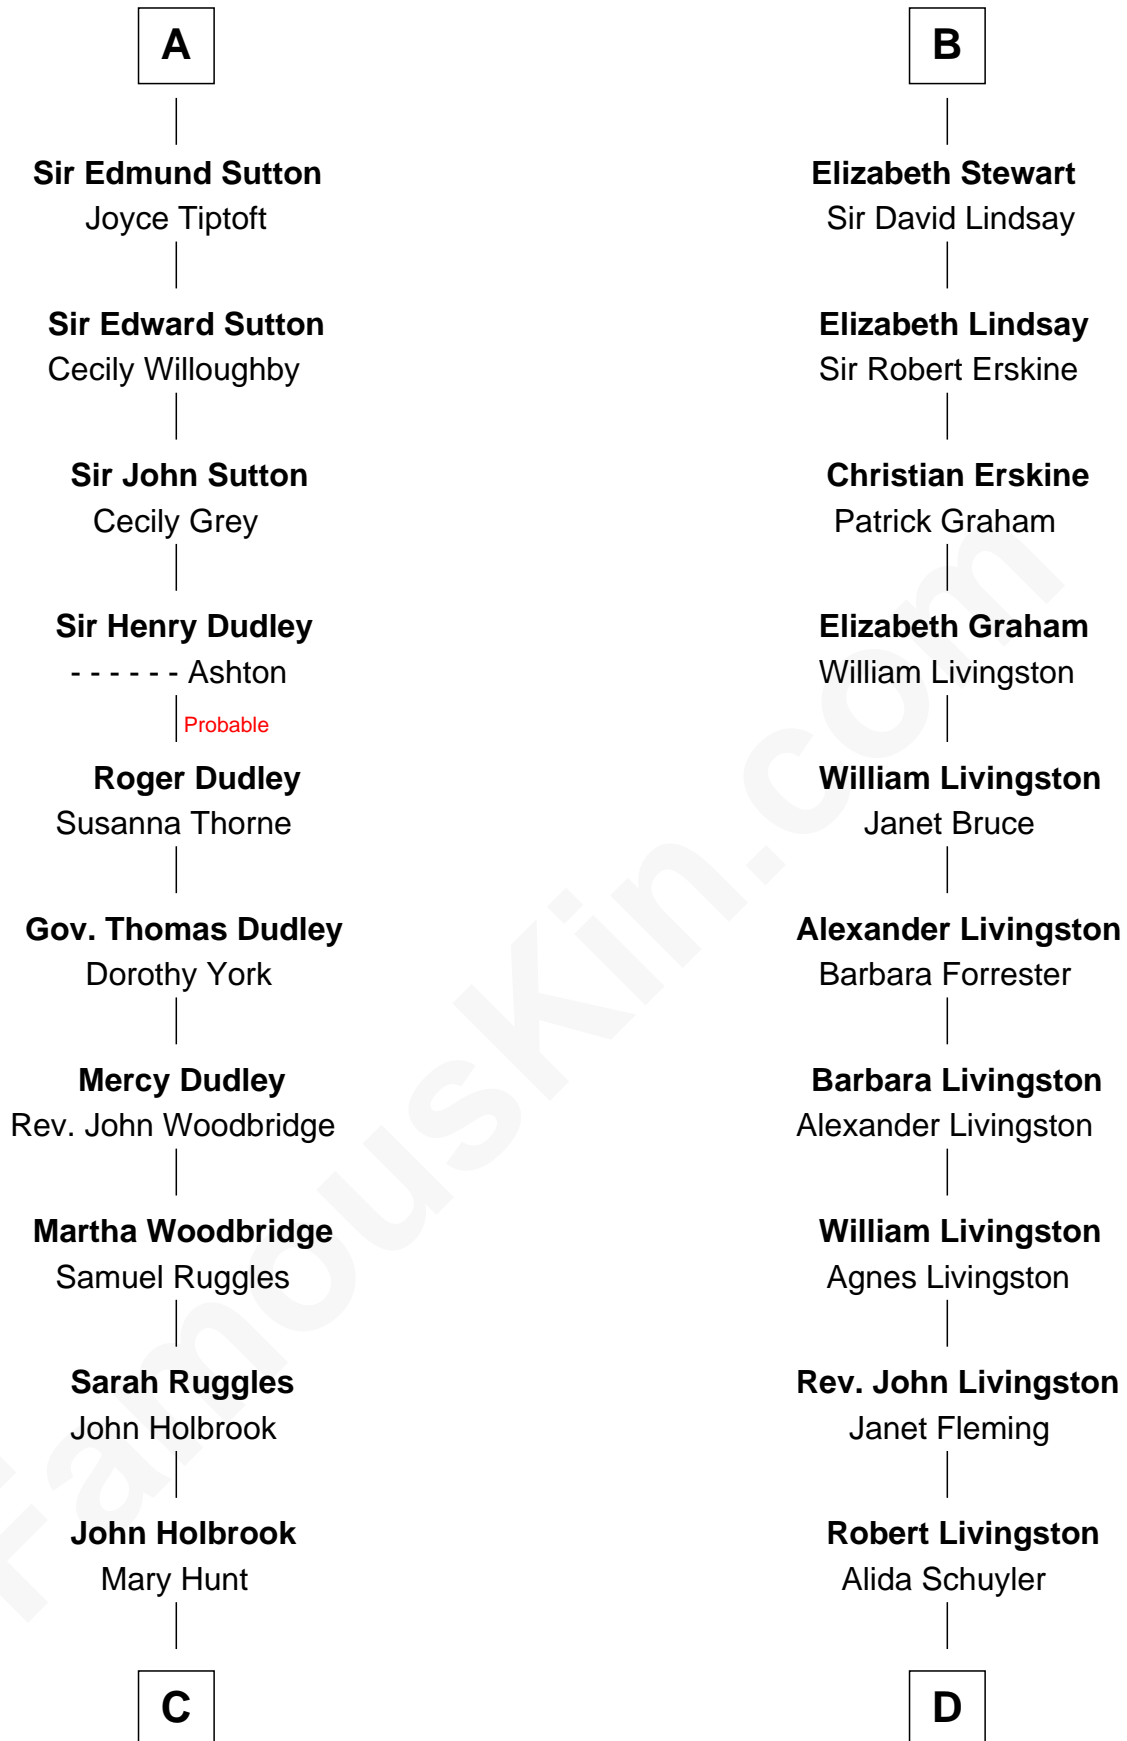 A
Sir Edmund Sutton
Joyce Tiptoft
Sir Edward Sutton
Cecily Willoughby
Sir John Sutton
Cecily Grey
Sir Henry Dudley
- - - - - - Ashton
Probable
Roger Dudley
Susanna Thorne
Gov. Thomas Dudley
Dorothy York
Mercy Dudley
Rev. John Woodbridge
Martha Woodbridge
Samuel Ruggles
Sarah Ruggles
John Holbrook
John Holbrook
Mary Hunt
C
B
Elizabeth Stewart
Sir David Lindsay
Elizabeth Lindsay
Sir Robert Erskine
Christian Erskine
Patrick Graham
Elizabeth Graham
William Livingston
William Livingston
Janet Bruce
Alexander Livingston
Barbara Forrester
Barbara Livingston
Alexander Livingston
William Livingston
Agnes Livingston
Rev. John Livingston
Janet Fleming
Robert Livingston
Alida Schuyler
D
FamousKin.com